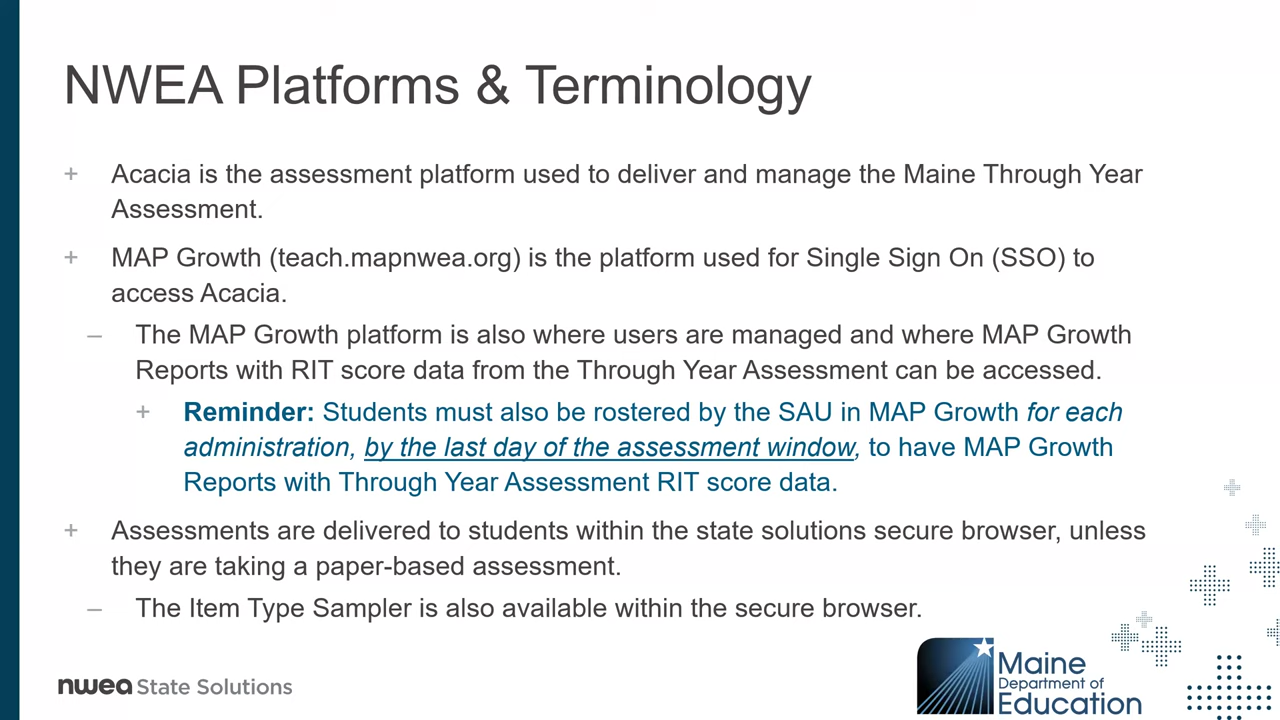 NWEA Platforms & Terminology
+ Acacia is the assessment platform used to deliver and manage the Maine Through Year
Assessment.
+ MAP Growth (teach.mapnwea.org) is the platform used for Single Sign On (SSO) to
access Acacia.
– The MAP Growth platform is also where users are managed and where MAP Growth
Reports with RIT score data from the Through Year Assessment can be accessed.
+ Reminder: Students must also be rostered by the SAU in MAP Growth for each
administration, by the last day of the assessment window, to have MAP Growth
Reports with Through Year Assessment RIT score data.
+ Assessments are delivered to students within the state solutions secure browser, unless
they are taking a paper-based assessment.
– The Item Type Sampler is also available within the secure browser.
nwea State Solutions
Maine
Department of
Education